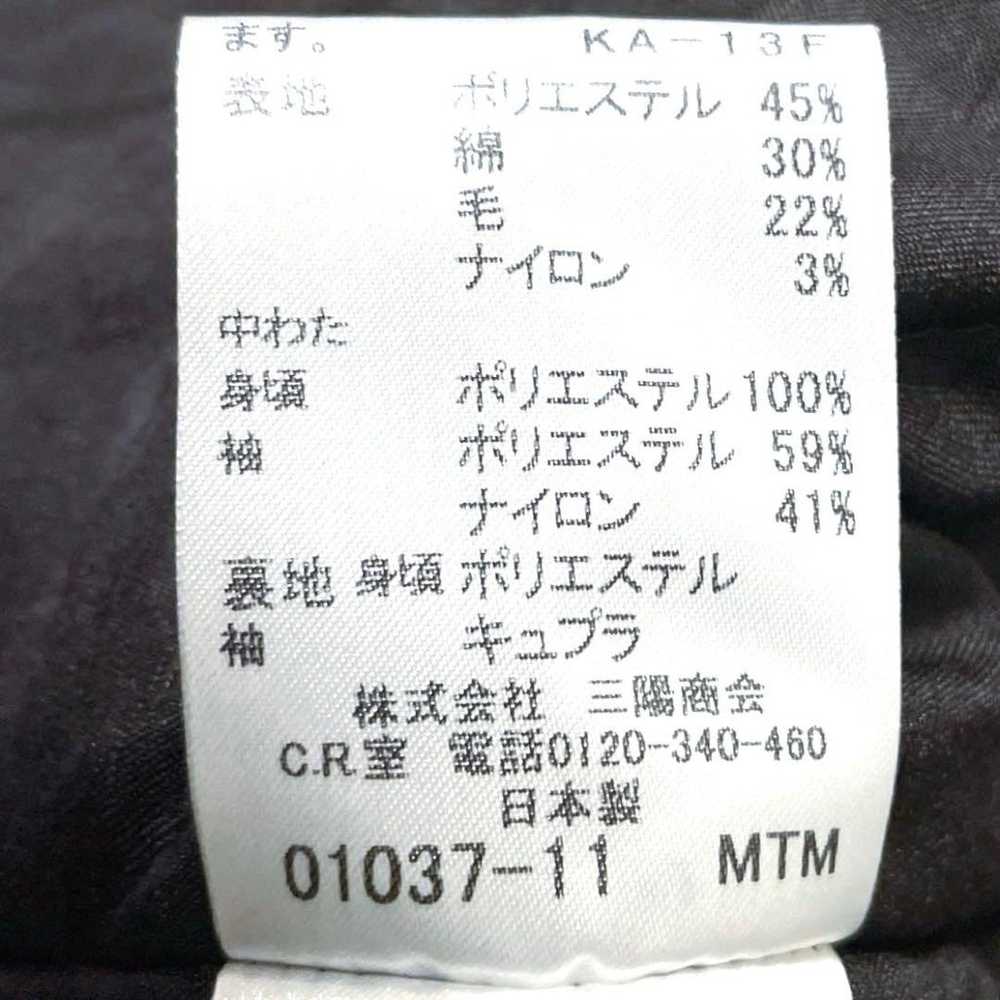 ます。 KA-13F
表地 ポリエステル 45%
綿 30%
毛 22%
ナイロン 3%
中わた
身頃 ポリエステル 100%
袖 ポリエステル 59%
ナイロン 41%
裏地 身頃 ポリエステル
袖 キュプラ
株式会社 三陽商会
C.R.室 電話0120-340-460
日本製
01037-11 MTM